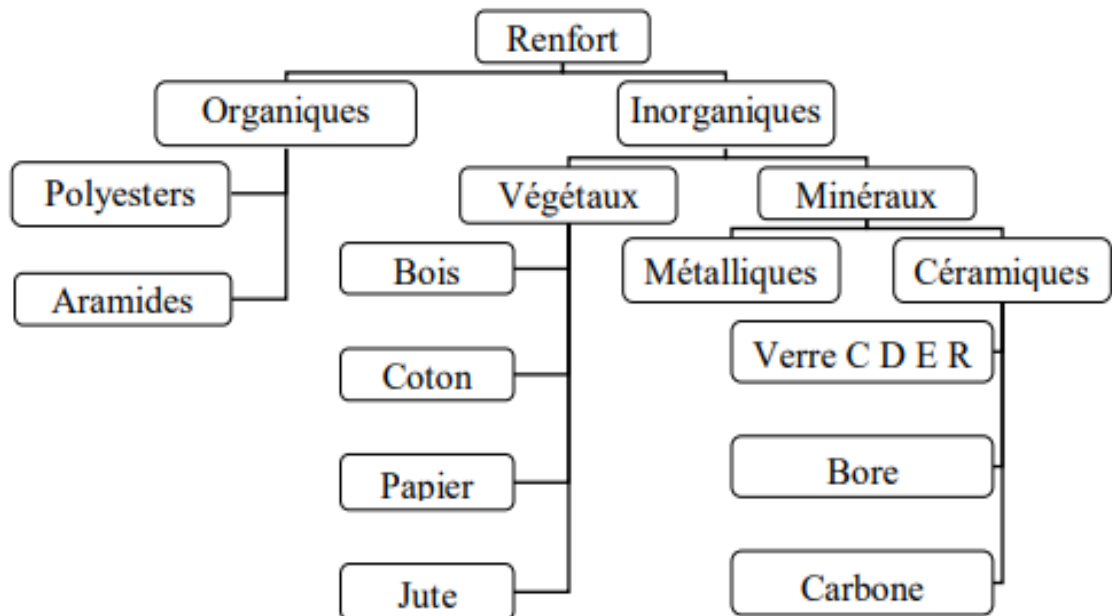 Renfort
Organiques
Inorganiques
Polyesters
Végétaux
Minéraux
Bois
Métalliques
Céramiques
Aramides
Verre C D E R
Coton
Bore
Papier
Carbone
Jute